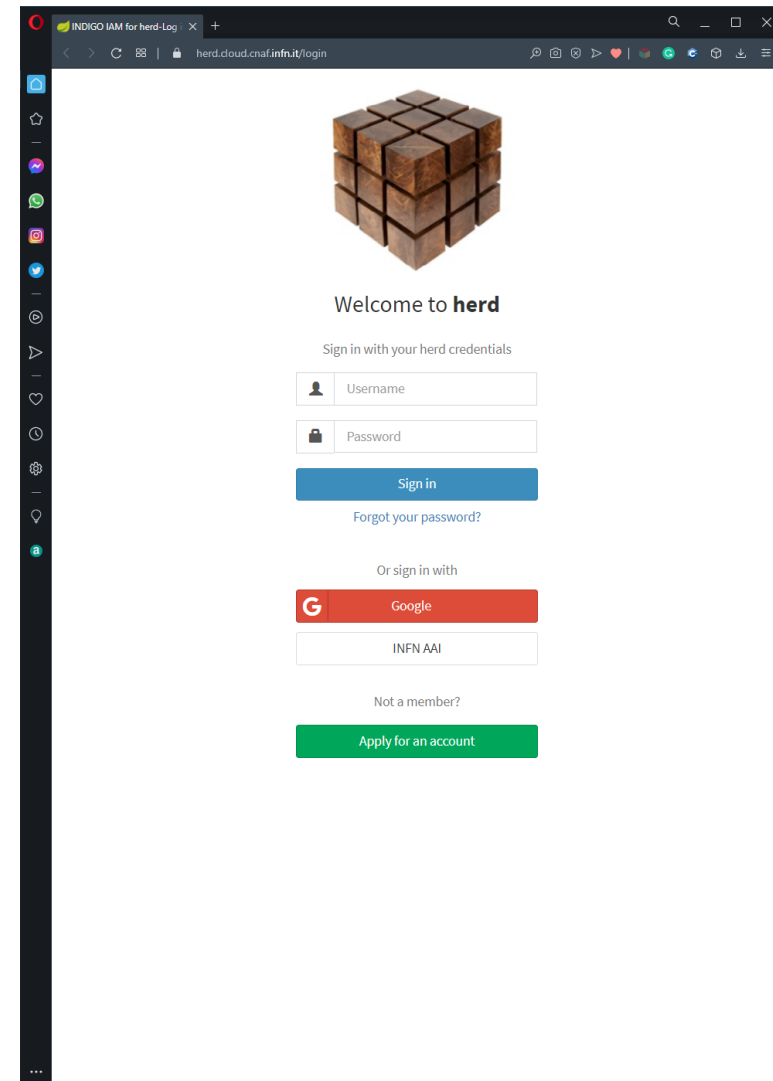 INDIGO IAM for herd-Log i
herd.cloud.cnaf.infn.it/login
Welcome to herd
Sign in with your herd credentials
Username
Password
Sign in
Forgot your password?
Or sign in with
G
Google
INFN AAI
Not a member?
Apply for an account
a